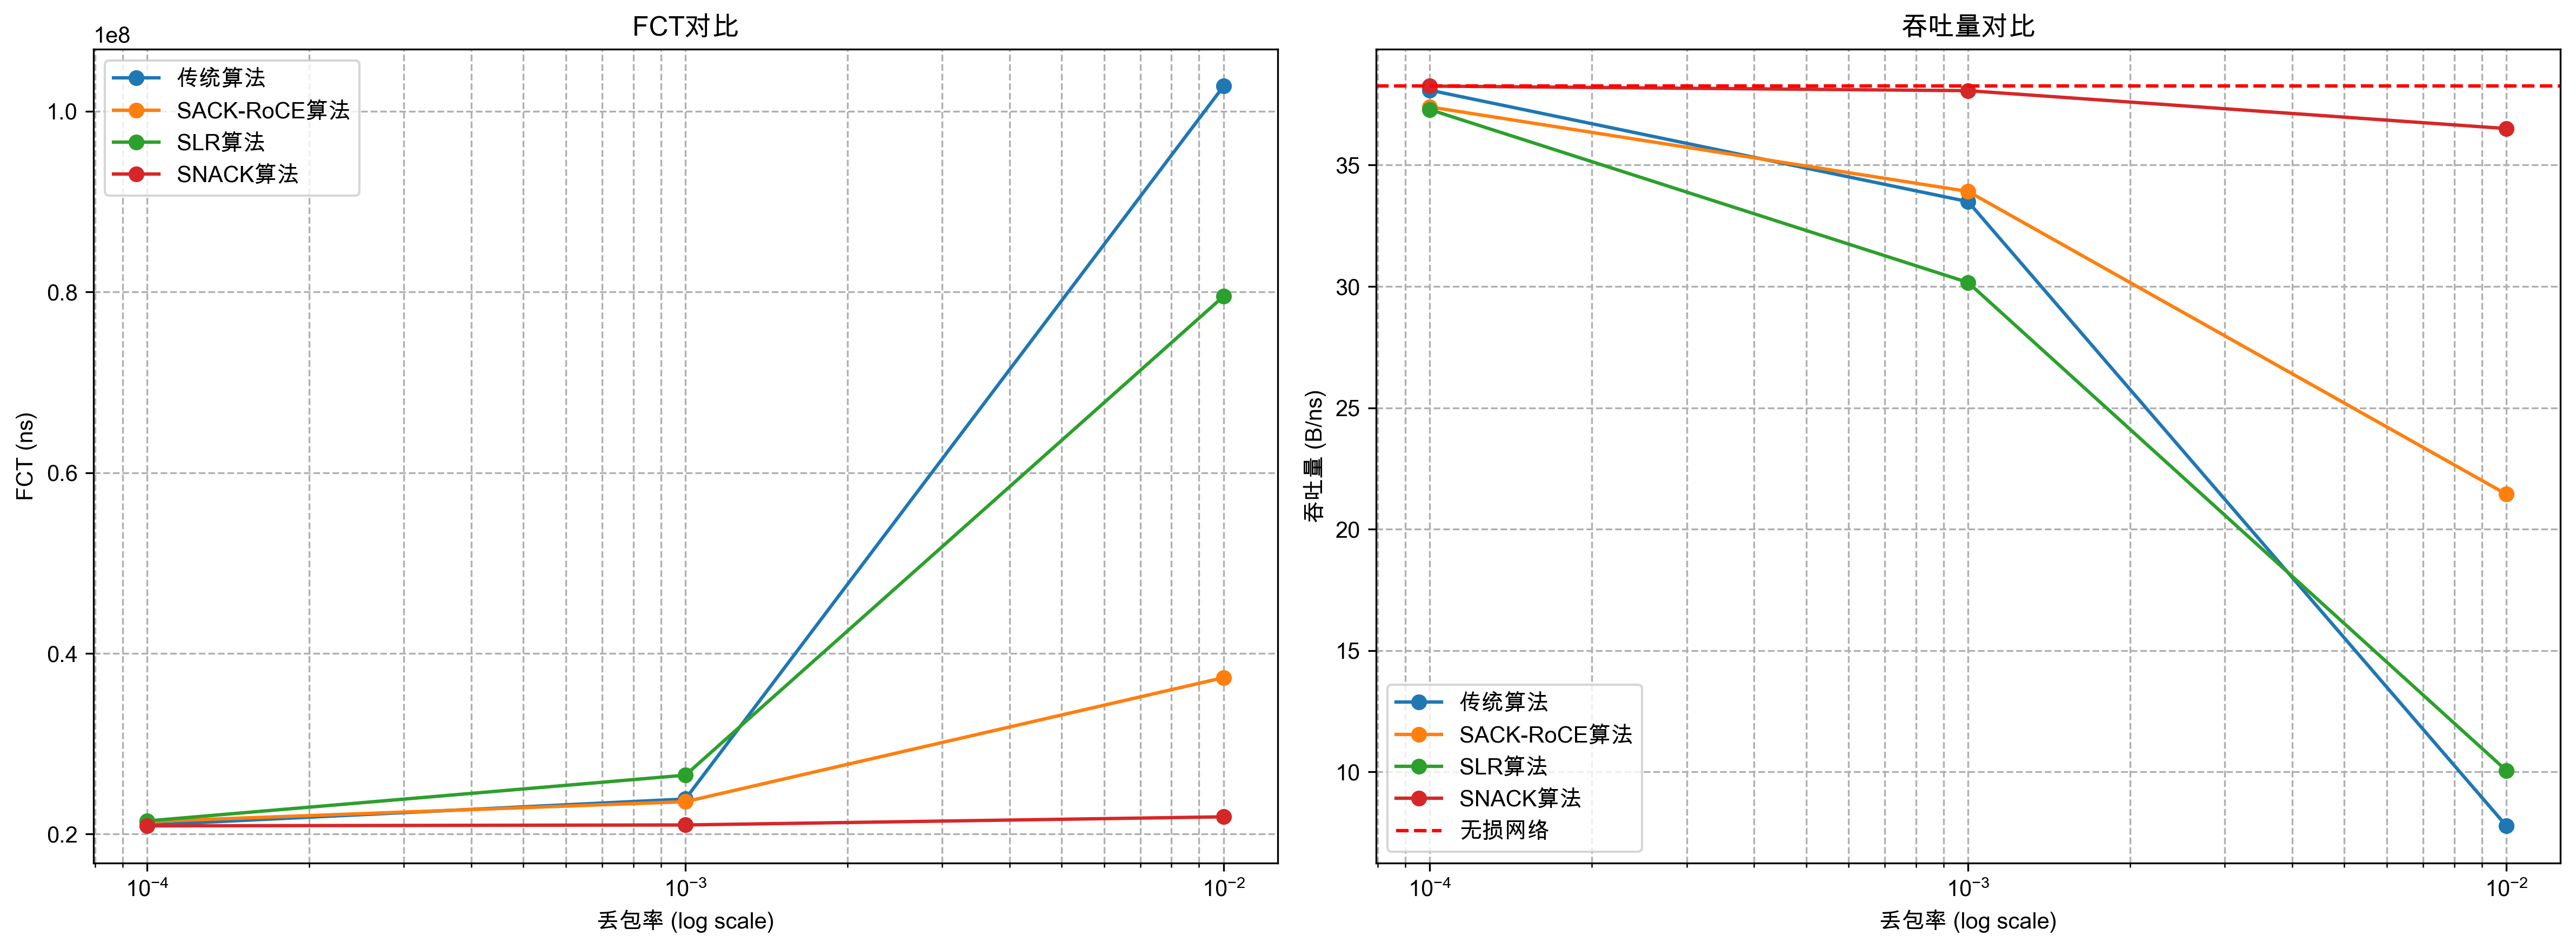 FCT对比
1e8
传统算法
SACK-RoCE算法
SLR算法
SNACK算法
1.0
0.8
0.6
0.4
0.2
FCT (ns)
10⁻⁴
10⁻³
10⁻²
丢包率 (log scale)
吞吐量对比
35
30
25
20
15
10
吞吐量 (B/ns)
传统算法
SACK-RoCE算法
SLR算法
SNACK算法
无损网络
10⁻⁴
10⁻³
10⁻²
丢包率 (log scale)